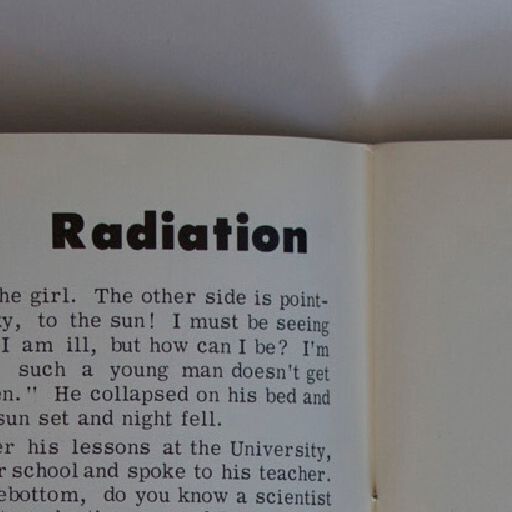 Radiation
he girl. The other side is point-
y, to the sun! I must be seeing
I am ill, but how can I be? I'm
such a young man doesn't get
n." He collapsed on his bed and
sun set and night fell.
r his lessons at the University,
r school and spoke to his teacher.
ebottom, do you know a scientist